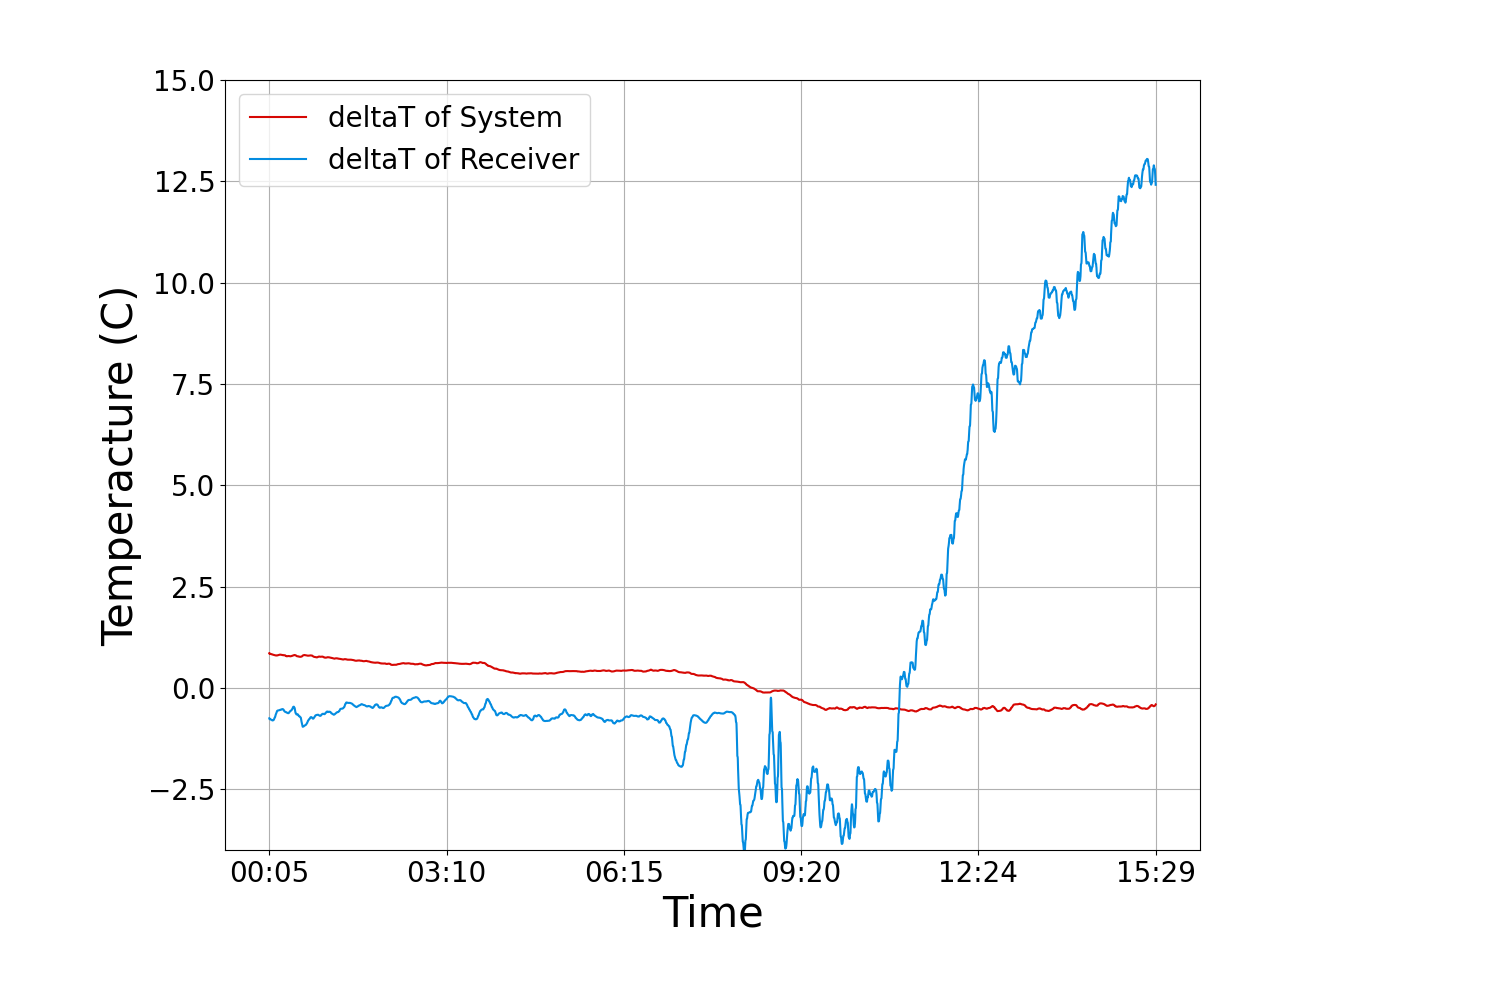 15.0
12.5
10.0
7.5
5.0
2.5
0.0
−2.5
Temperacture (C)
deltaT of System
deltaT of Receiver
00:05 03:10 06:15 09:20 12:24 15:29
Time